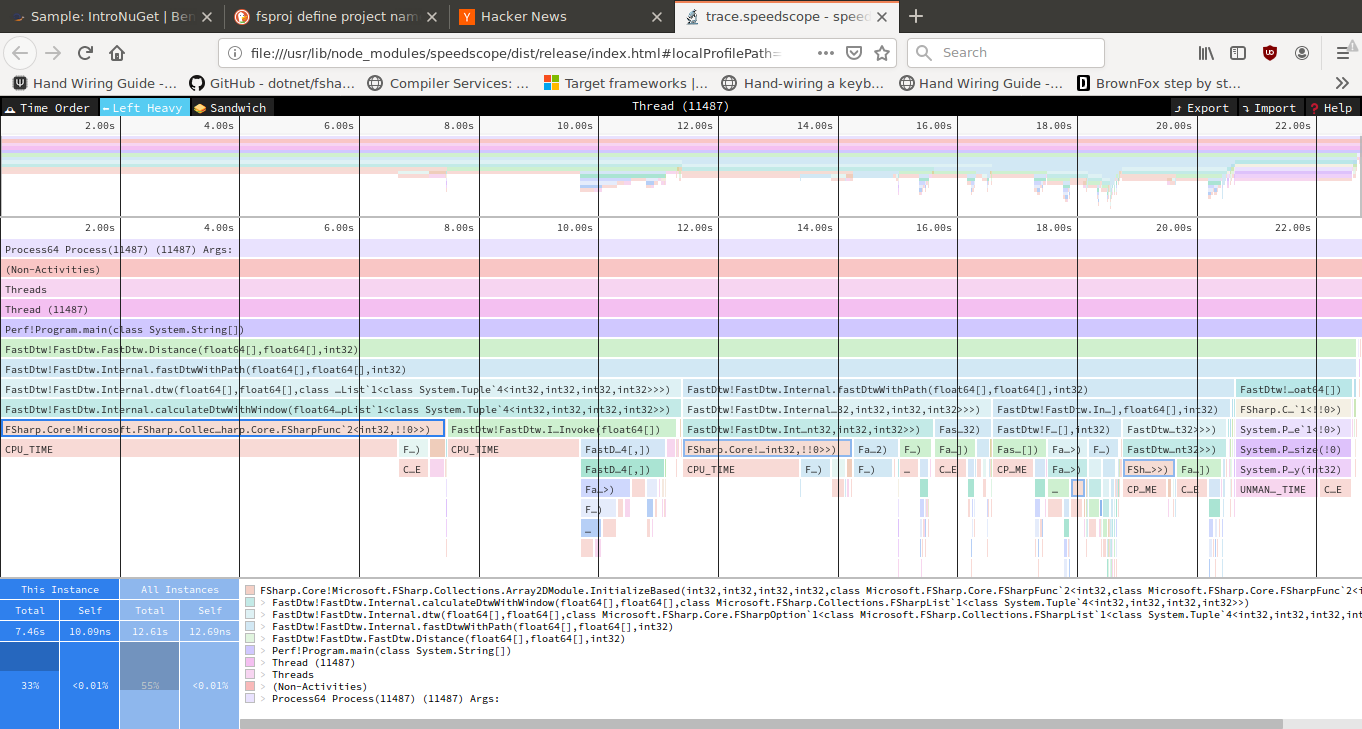 Sample: IntroNuGet | Ben
fsproj define project nam
Hacker News
trace.speedscope - speed
file:///usr/lib/node_modules/speedscope/dist/release/index.html#localProfilePath=
Search
Hand Wiring Guide -… GitHub - dotnet/fsha… Compiler Services: … Target frameworks |… Hand-wiring a keyb… Hand Wiring Guide -… BrownFox step by st…
Time Order Left Heavy Sandwich Thread (11487) Export Import ? Help
2.00s 4.00s 6.00s 8.00s 10.00s 12.00s 14.00s 16.00s 18.00s 20.00s 22.00s
2.00s 4.00s 6.00s 8.00s 10.00s 12.00s 14.00s 16.00s 18.00s 20.00s 22.00s
Process64 Process(11487) (11487) Args:
(Non-Activities)
Threads
Thread (11487)
Perf!Program.main(class System.String[])
FastDtw!FastDtw.FastDtw.Distance(float64[],float64[],int32)
FastDtw!FastDtw.Internal.fastDtwWithPath(float64[],float64[],int32)
FastDtw!FastDtw.Internal.dtw(float64[],float64[],class …List`1<class System.Tuple`4<int32,int32,int32,int32>>>) FastDtw!FastDtw.Internal.fastDtwWithPath(float64[],float64[],int32) FastDtw!…oat64[])
FastDtw!FastDtw.Internal.calculateDtwWithWindow(float64…pList`1<class System.Tuple`4<int32,int32,int32,int32>>) FastDtw!FastDtw.Internal…32,int32,int32,int32>>>) FastDtw!FastDtw.In…],float64[],int32) FSharp.C…`1<!!0>)
FSharp.Core!Microsoft.FSharp.Collec…harp.Core.FSharpFunc`2<int32,!!0>>) FastDtw!FastDtw.I…Invoke(float64[]) FastDtw!FastDtw.Int…nt32,int32,int32>>) Fas…32) FastDtw!F…[],int32) FastDtw…t32>>>) System.P…e`1<!!0>)
CPU_TIME F…) CPU_TIME FastD…4[,]) FSharp.Core!…int32,!!0>>) Fa…2) F…) Fa…]) Fas…[]) Fa…>) F…) FastDtw…nt32>>) System.P…size(!!0)
C…E FastD…4[,]) CPU_TIME F…) F…) … C…E CP…ME Fa…>) FSh…>>) Fa…]) System.P…y(int32)
Fa…>) … CP…ME C…E UNMAN…_TIME C…E
F…)
…
This Instance All Instances
Total Self Total Self
7.46s 10.09ns 12.61s 12.69ns
33% <0.01% 55% <0.01%
FSharp.Core!Microsoft.FSharp.Collections.Array2DModule.InitializeBased(int32,int32,int32,int32,class Microsoft.FSharp.Core.FSharpFunc`2<int32,class Microsoft.FSharp.Core.FSharpFunc`2<i
> FastDtw!FastDtw.Internal.calculateDtwWithWindow(float64[],float64[],class Microsoft.FSharp.Collections.FSharpList`1<class System.Tuple`4<int32,int32,int32,int32>>)
> FastDtw!FastDtw.Internal.dtw(float64[],float64[],class Microsoft.FSharp.Core.FSharpOption`1<class Microsoft.FSharp.Collections.FSharpList`1<class System.Tuple`4<int32,int32,int32,int32
> FastDtw!FastDtw.Internal.fastDtwWithPath(float64[],float64[],int32)
> FastDtw!FastDtw.FastDtw.Distance(float64[],float64[],int32)
> Perf!Program.main(class System.String[])
> Thread (11487)
> Threads
> (Non-Activities)
> Process64 Process(11487) (11487) Args: